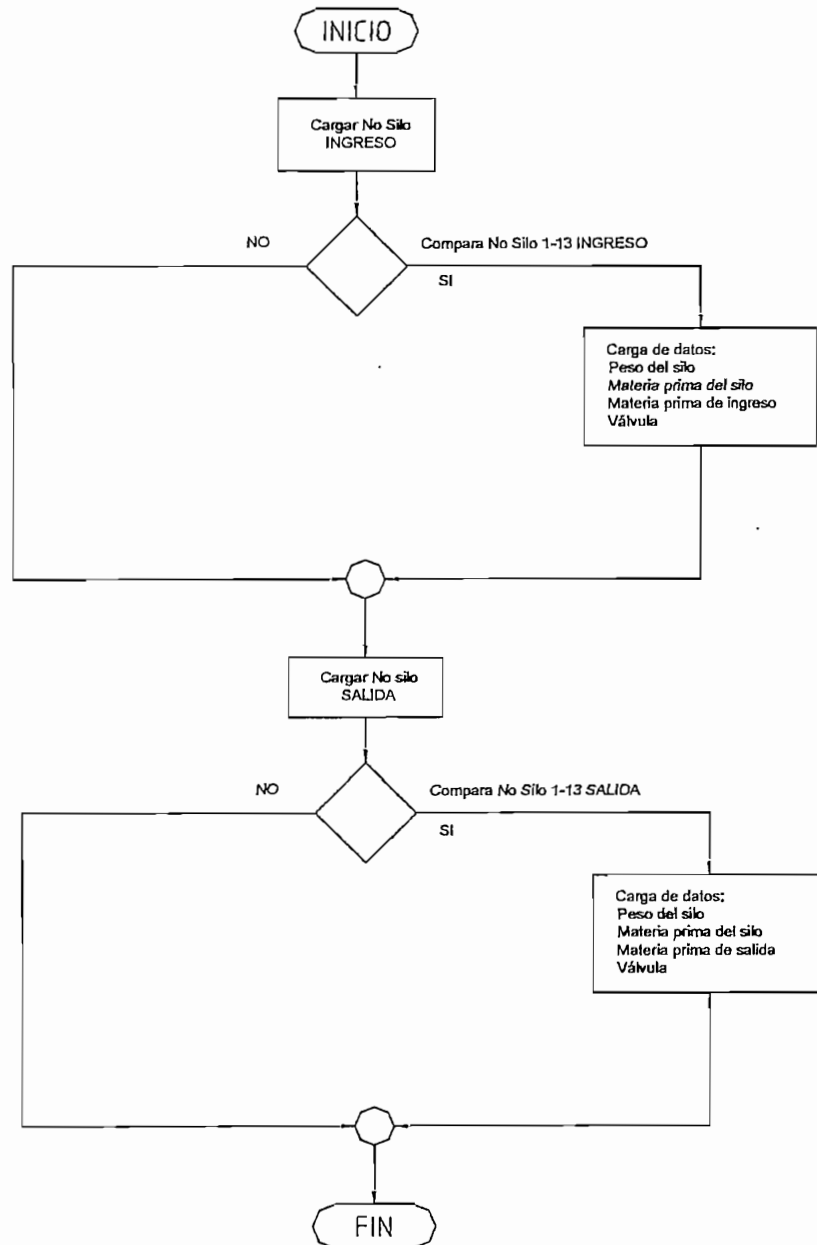 INICIO
Cargar No Silo
INGRESO
NO
Compara No Silo 1-13 INGRESO
SI
Carga de datos:
Peso del silo
Materia prima del silo
Materia prima de ingreso
Válvula
Cargar No silo
SALIDA
NO
Compara No Silo 1-13 SALIDA
SI
Carga de datos:
Peso del silo
Materia prima del silo
Materia prima de salida
Válvula
FIN